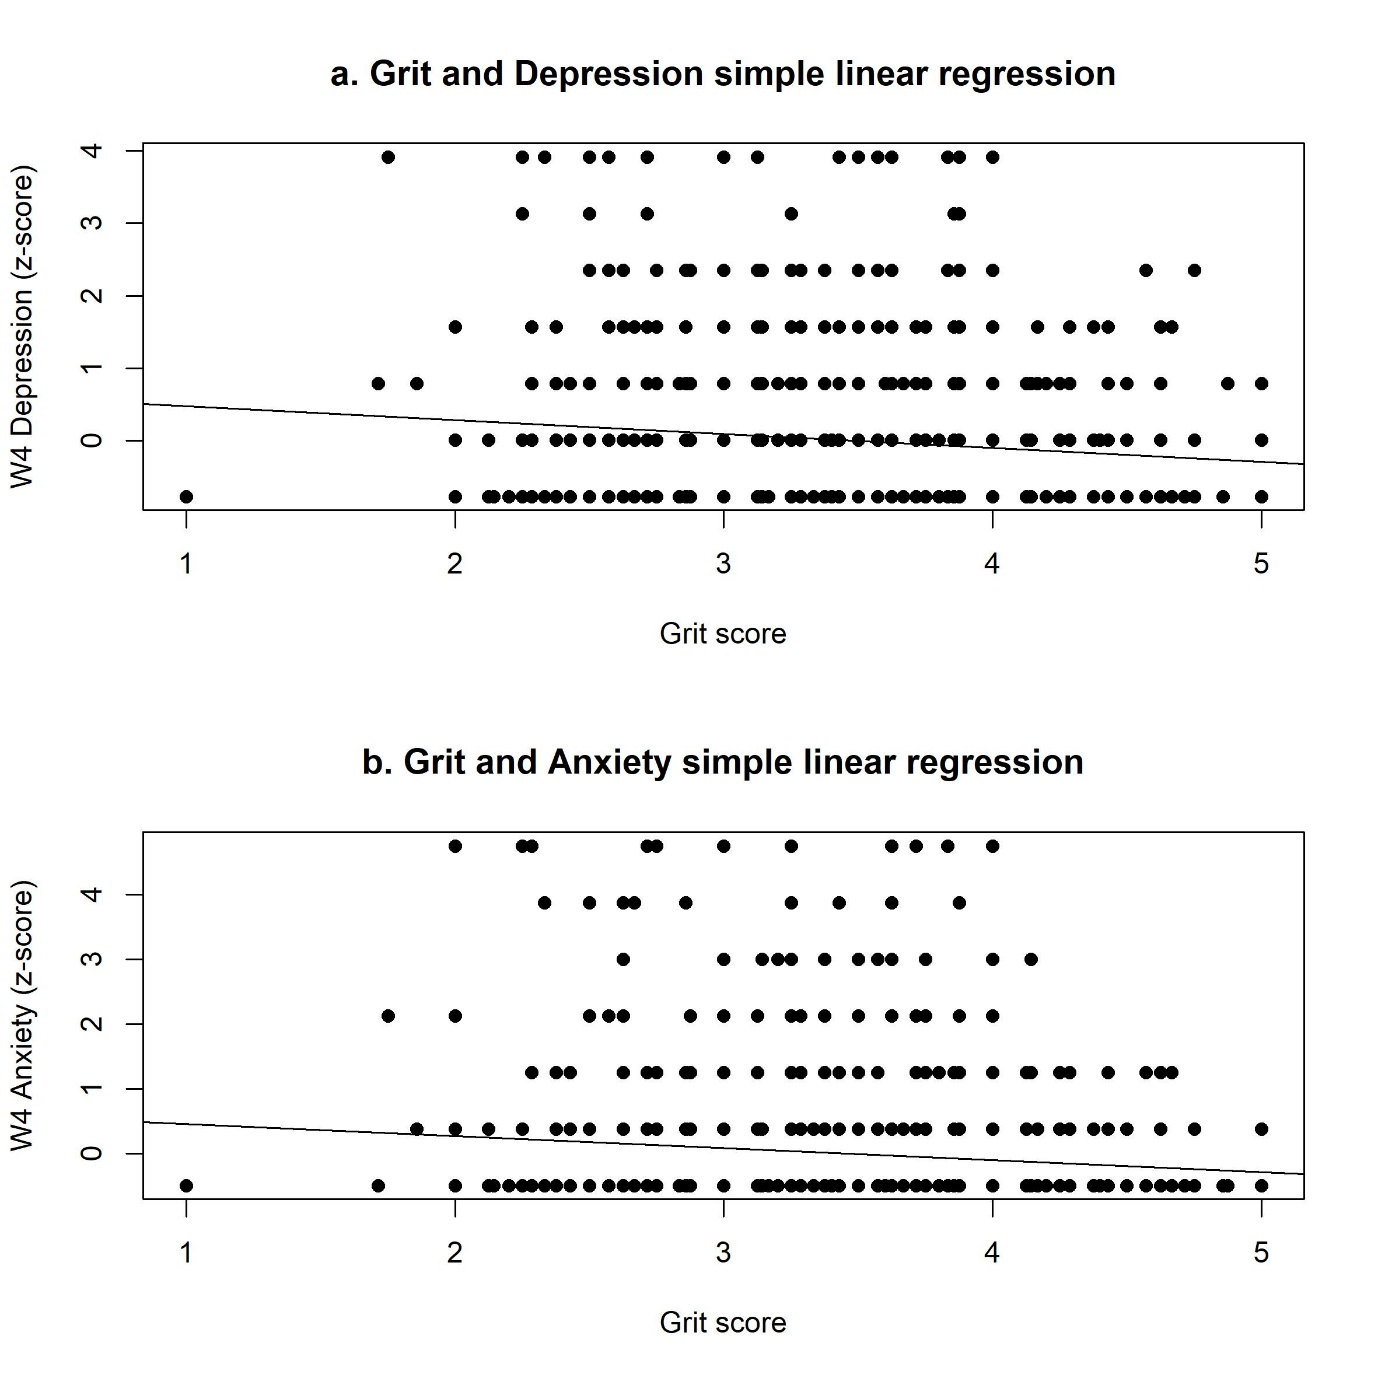 a. Grit and Depression simple linear regression
W4 Depression (z-score)
4
3
2
1
0
1 2 3 4 5
Grit score
b. Grit and Anxiety simple linear regression
W4 Anxiety (z-score)
4
3
2
1
0
1 2 3 4 5
Grit score